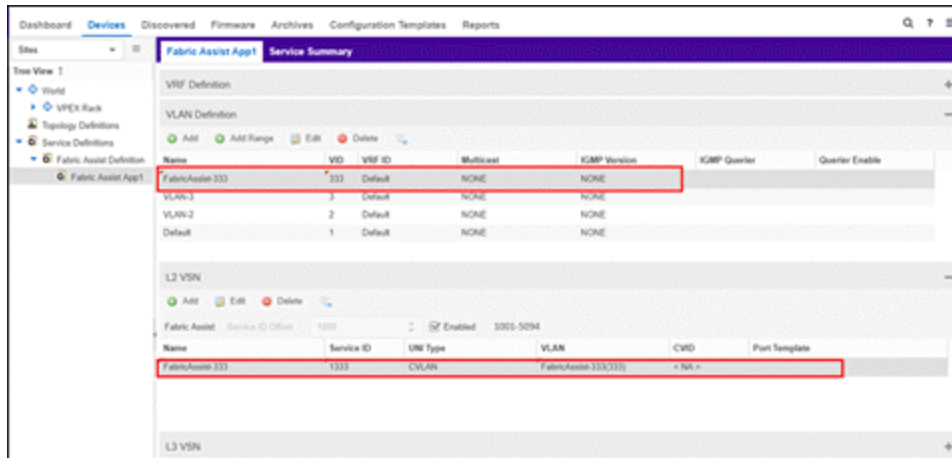 Dashboard Devices Discovered Firmware Archives Configuration Templates Reports
Sites
Fabric Assist App1 Service Summary
Tree View
World
VPEX Rack
Topology Definitions
Service Definitions
Fabric Assist Definition
Fabric Assist App1
VRF Definition
VLAN Definition
Add Add Range Edit Delete
Name VID VRF ID Multicast IGMP Version IGMP Querier Querier Enable
FabricAssist-333 333 Default NONE NONE
VLAN-3 3 Default NONE NONE
VLAN-2 2 Default NONE NONE
Default 1 Default NONE NONE
L2 VSN
Add Edit Delete
Fabric Assist Service ID Offset: 1000 Enabled 1001-5094
Name Service ID UNI Type VLAN CVID Port Template
FabricAssist-333 1333 CVLAN FabricAssist-333(333) < NA >
L3 VSN